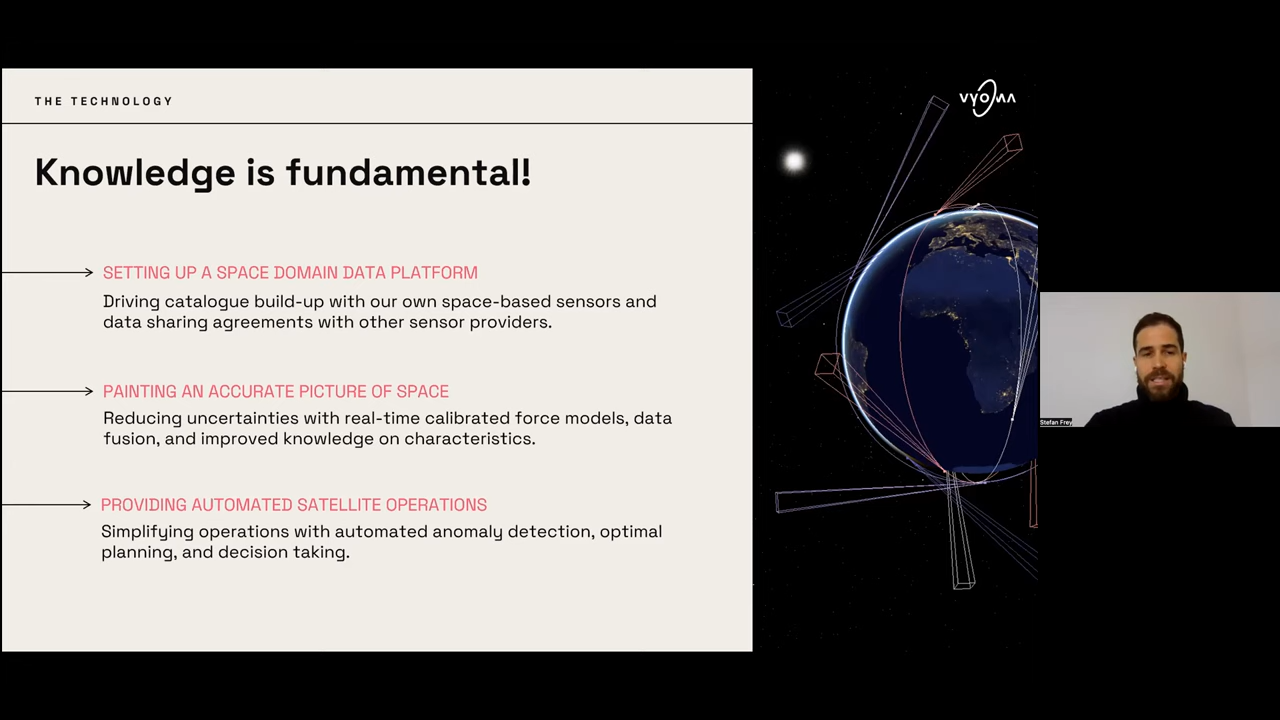 THE TECHNOLOGY
VYOMA
Knowledge is fundamental!
SETTING UP A SPACE DOMAIN DATA PLATFORM
Driving catalogue build-up with our own space-based sensors and
data sharing agreements with other sensor providers.
PAINTING AN ACCURATE PICTURE OF SPACE
Reducing uncertainties with real-time calibrated force models, data
fusion, and improved knowledge on characteristics.
PROVIDING AUTOMATED SATELLITE OPERATIONS
Simplifying operations with automated anomaly detection, optimal
planning, and decision taking.
Stefan Frey